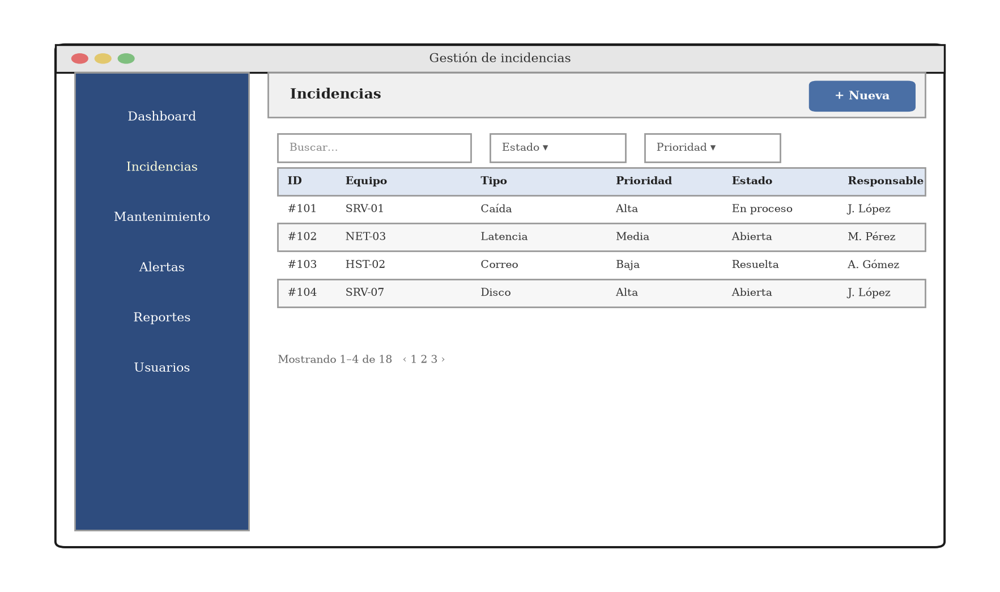 Gestión de incidencias
Dashboard
Incidencias
Mantenimiento
Alertas
Reportes
Usuarios
Incidencias
+ Nueva
Buscar... Estado ▾ Prioridad ▾
ID Equipo Tipo Prioridad Estado Responsable
#101 SRV-01 Caída Alta En proceso J. López
#102 NET-03 Latencia Media Abierta M. Pérez
#103 HST-02 Correo Baja Resuelta A. Gómez
#104 SRV-07 Disco Alta Abierta J. López
Mostrando 1–4 de 18 ‹ 1 2 3 ›